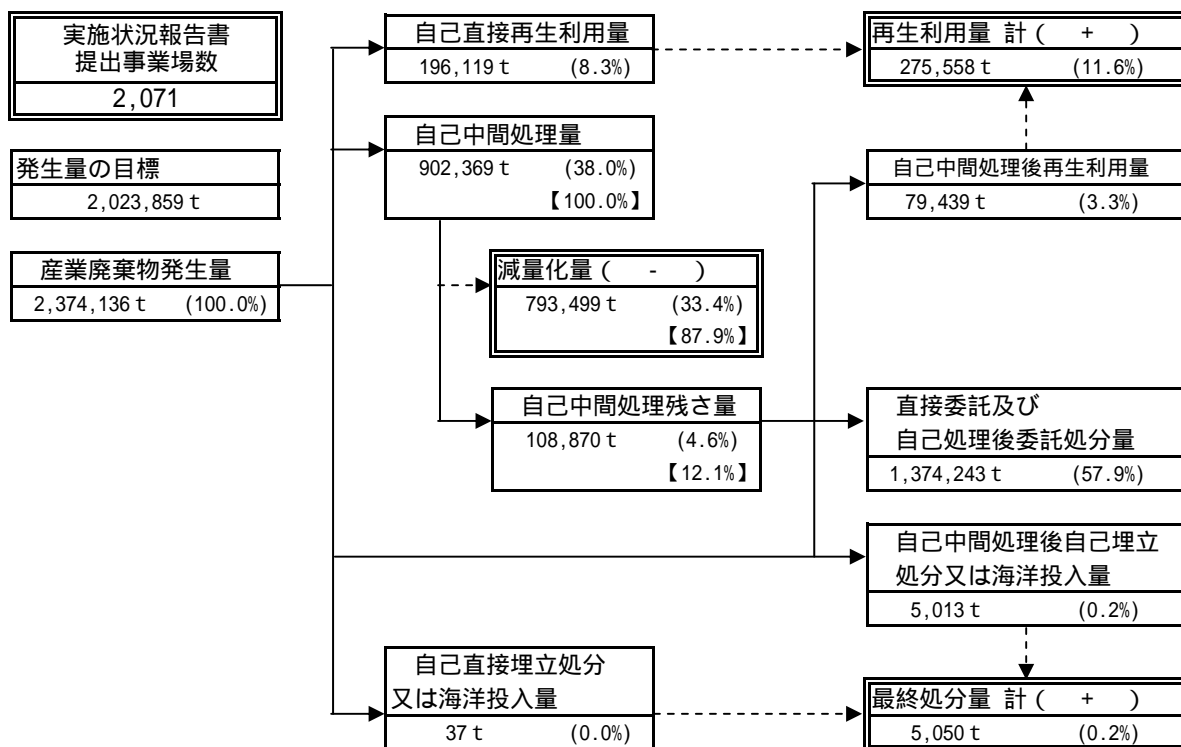 実施状況報告書
提出事業場数
2,071
発生量の目標
2,023,859 t
産業廃棄物発生量
2,374,136 t (100.0%)
自己直接再生利用量
196,119 t (8.3%)
自己中間処理量
902,369 t (38.0%)
【100.0%】
減量化量 ( - )
793,499 t (33.4%)
【87.9%】
自己中間処理残さ量
108,870 t (4.6%)
【12.1%】
自己直接埋立処分
又は海洋投入量
37 t (0.0%)
再生利用量 計 ( + )
275,558 t (11.6%)
自己中間処理後再生利用量
79,439 t (3.3%)
直接委託及び
自己処理後委託処分量
1,374,243 t (57.9%)
自己中間処理後自己埋立
処分又は海洋投入量
5,013 t (0.2%)
最終処分量 計 ( + )
5,050 t (0.2%)